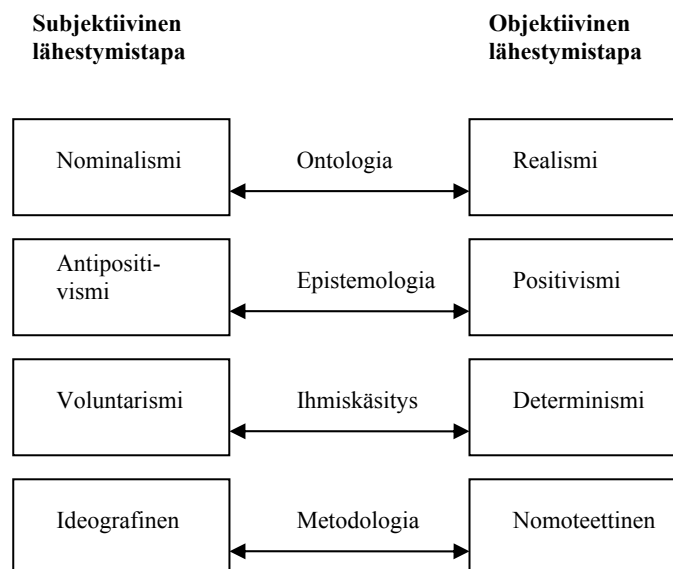 Subjektiivinen
lähestymistapa
Objektiivinen
lähestymistapa
Nominalismi
Ontologia
Realismi
Antipositi-
vismi
Epistemologia
Positivismi
Voluntarismi
Ihmiskäsitys
Determinismi
Ideografinen
Metodologia
Nomoteettinen